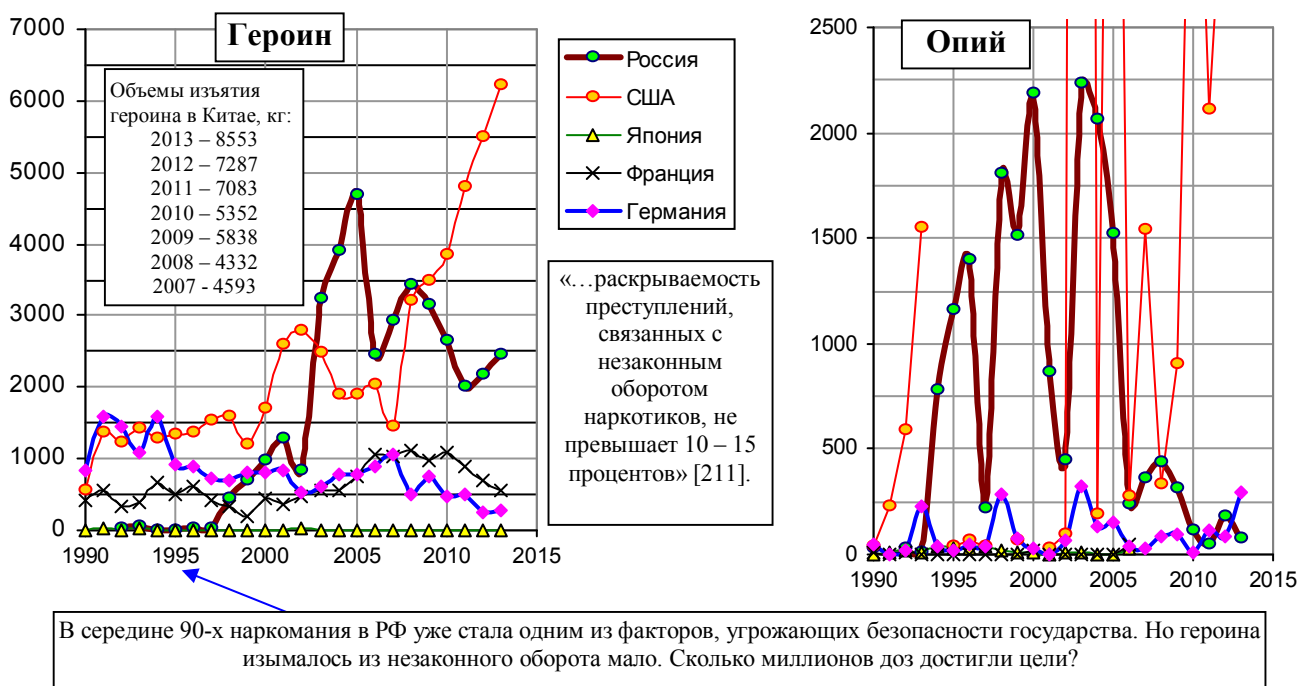 Героин
7000
6000
5000
4000
3000
2000
1000
0
1990 1995 2000 2005 2010 2015
Объемы изъятия
героина в Китае, кг:
2013 – 8553
2012 – 7287
2011 – 7083
2010 – 5352
2009 – 5838
2008 – 4332
2007 - 4593
Россия
США
Япония
Франция
Германия
«…раскрываемость
преступлений,
связанных с
незаконным
оборотом
наркотиков, не
превышает 10 – 15
процентов» [211].
Опий
2500
2000
1500
1000
500
0
1990 1995 2000 2005 2010 2015
В середине 90-х наркомания в РФ уже стала одним из факторов, угрожающих безопасности государства. Но героина
изымалось из незаконного оборота мало. Сколько миллионов доз достигли цели?